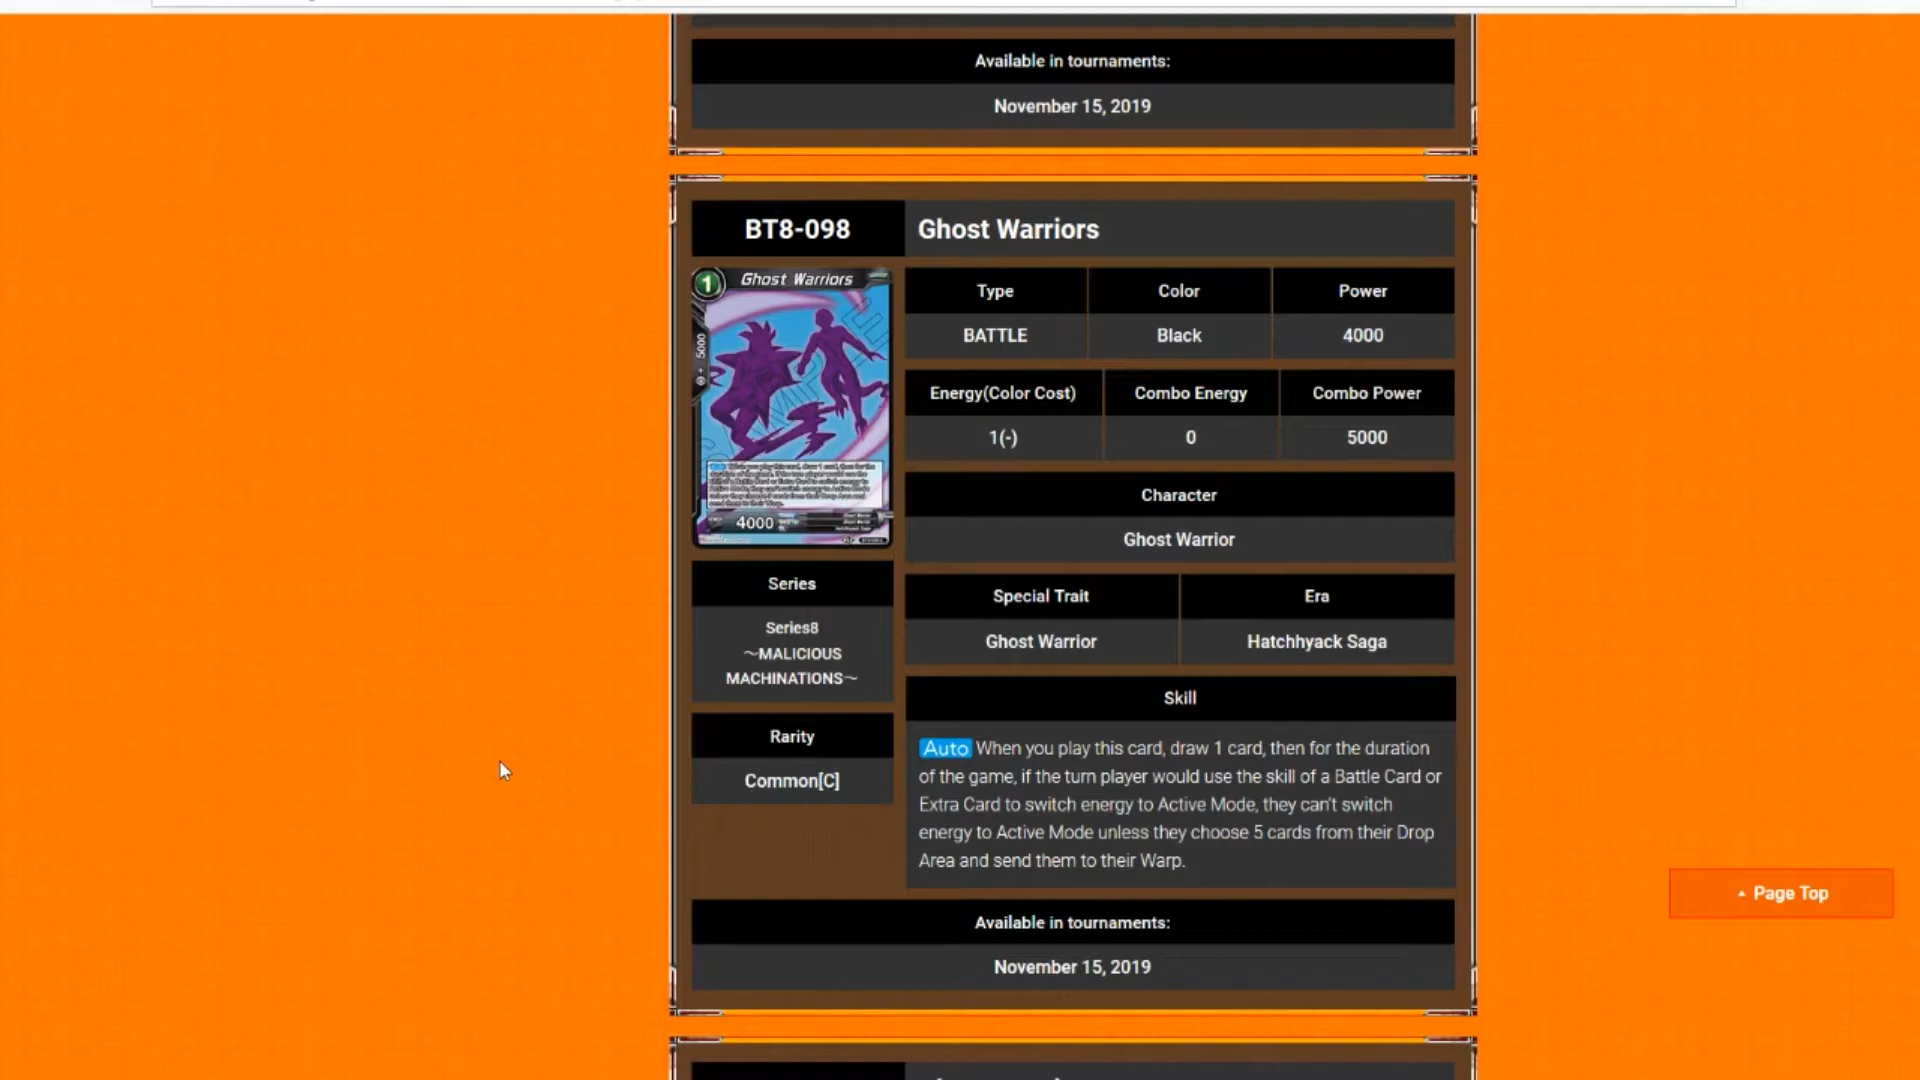 Available in tournaments:
November 15, 2019
BT8-098
Ghost Warriors
1
Ghost Warriors
5000
4000
Type
Color
Power
BATTLE
Black
4000
Energy(Color Cost)
Combo Energy
Combo Power
1(-)
0
5000
Character
Ghost Warrior
Special Trait
Era
Ghost Warrior
Hatchhyack Saga
Series
Series8
～MALICIOUS
MACHINATIONS～
Rarity
Common[C]
Skill
Auto When you play this card, draw 1 card, then for the duration
of the game, if the turn player would use the skill of a Battle Card or
Extra Card to switch energy to Active Mode, they can't switch
energy to Active Mode unless they choose 5 cards from their Drop
Area and send them to their Warp.
Available in tournaments:
November 15, 2019
Page Top